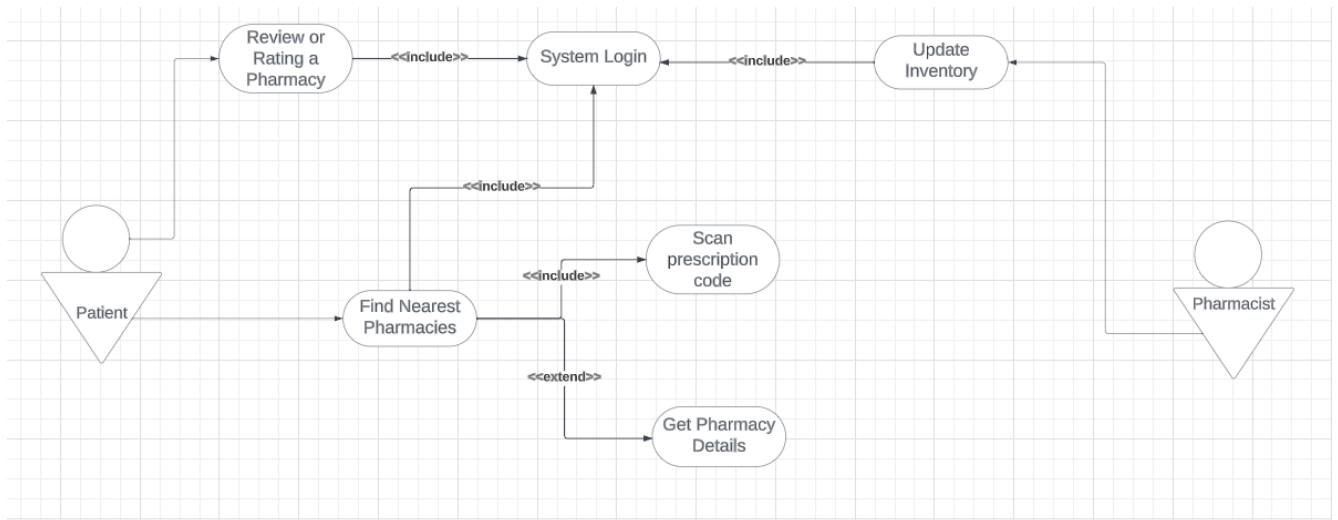 Review or
Rating a
Pharmacy
<<include>>
System Login
<<include>>
Update
Inventory
<<include>>
Scan
prescription
code
<<include>>
Patient
Find Nearest
Pharmacies
Pharmacist
<<extend>>
Get Pharmacy
Details